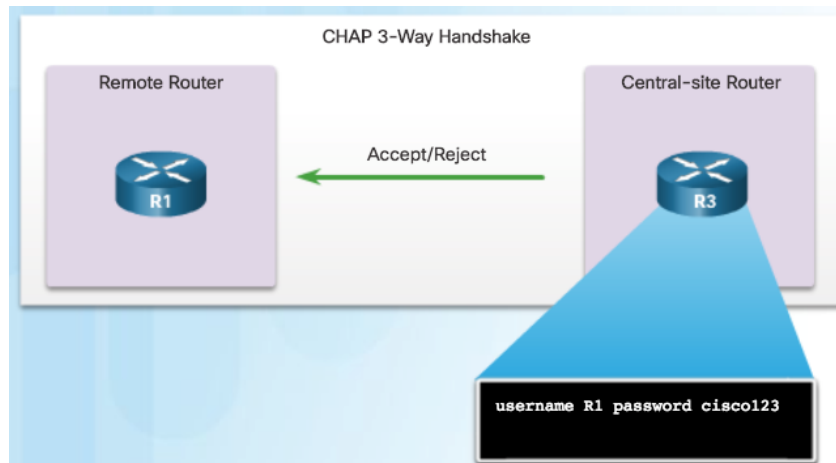 CHAP 3-Way Handshake
Remote Router
Central-site Router
Accept/Reject
R1
R3
username R1 password cisco123